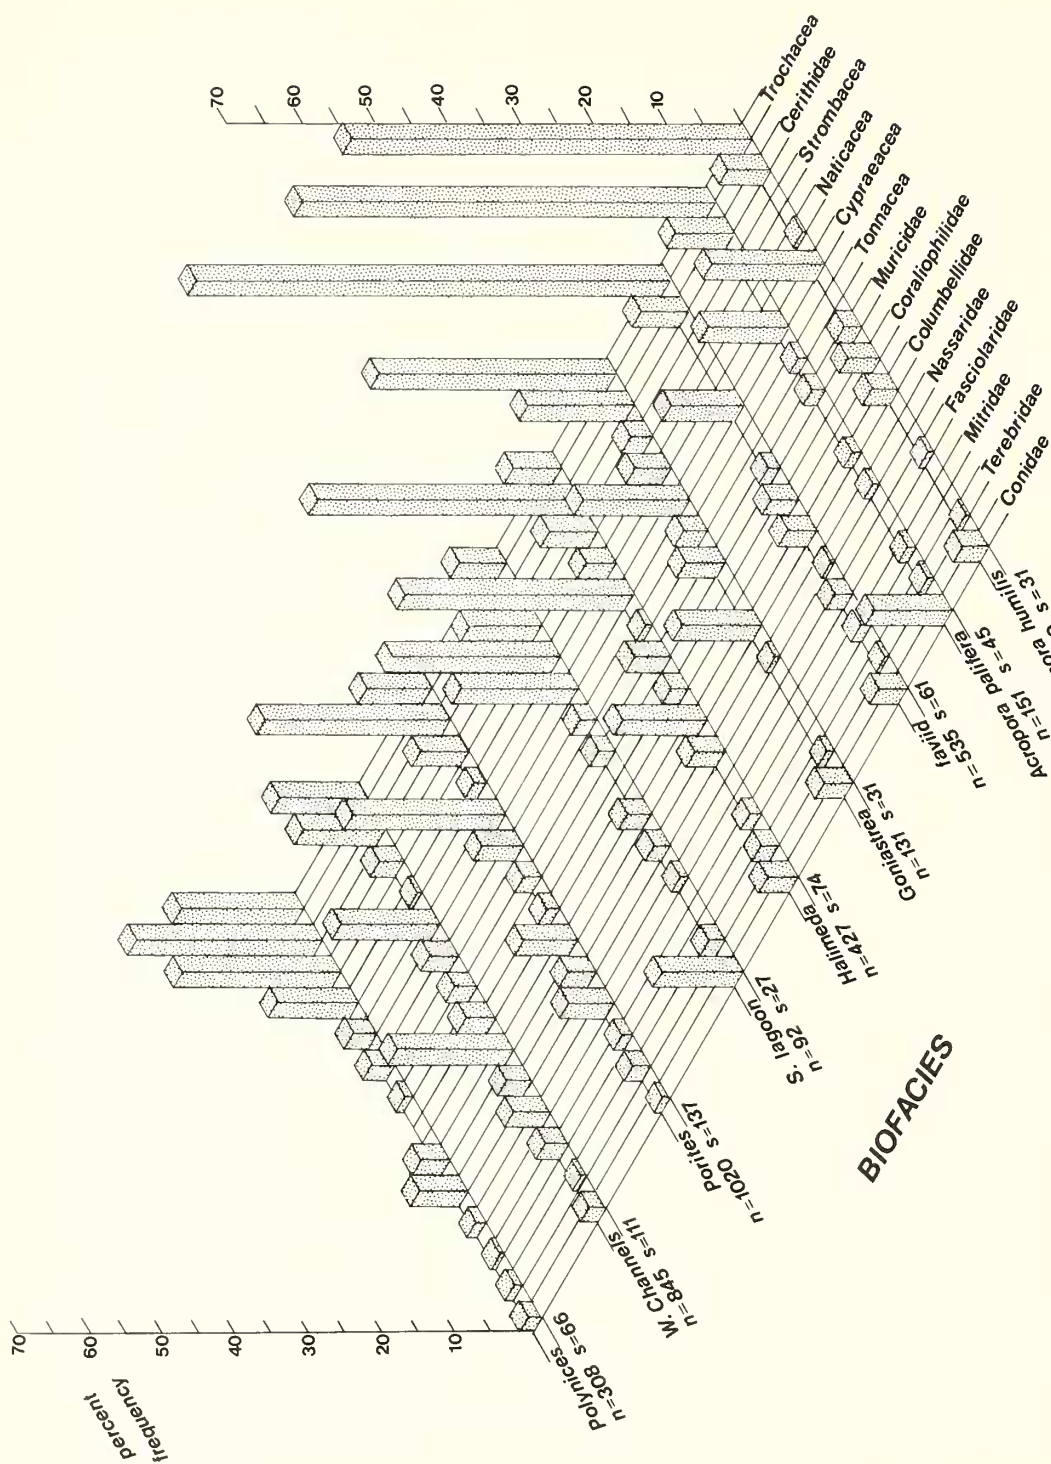 70
60
50
40
30
20
10
Trochacea
Cerithidae
Strombacea
Naticacea
Cypraeacea
Tonnacea
Muricidae
Coraliophilidae
Columbellidae
Nassaridae
Fasciolaridae
Mitridae
Terebridae
Conidae
humilis
s=31
Acropora palifera
n=151 s=45
faviid
n=535 s=61
Goniastrea
n=131 s=31
Halimeda
n=427 s=74
S. lagoon
n=92 s=27
Porites
n=1020 s=137
W. Channels
n=845 s=111
Polynices
n=308 s=66
BIOFACIES
70
60
50
40
30
20
10
percent
frequency